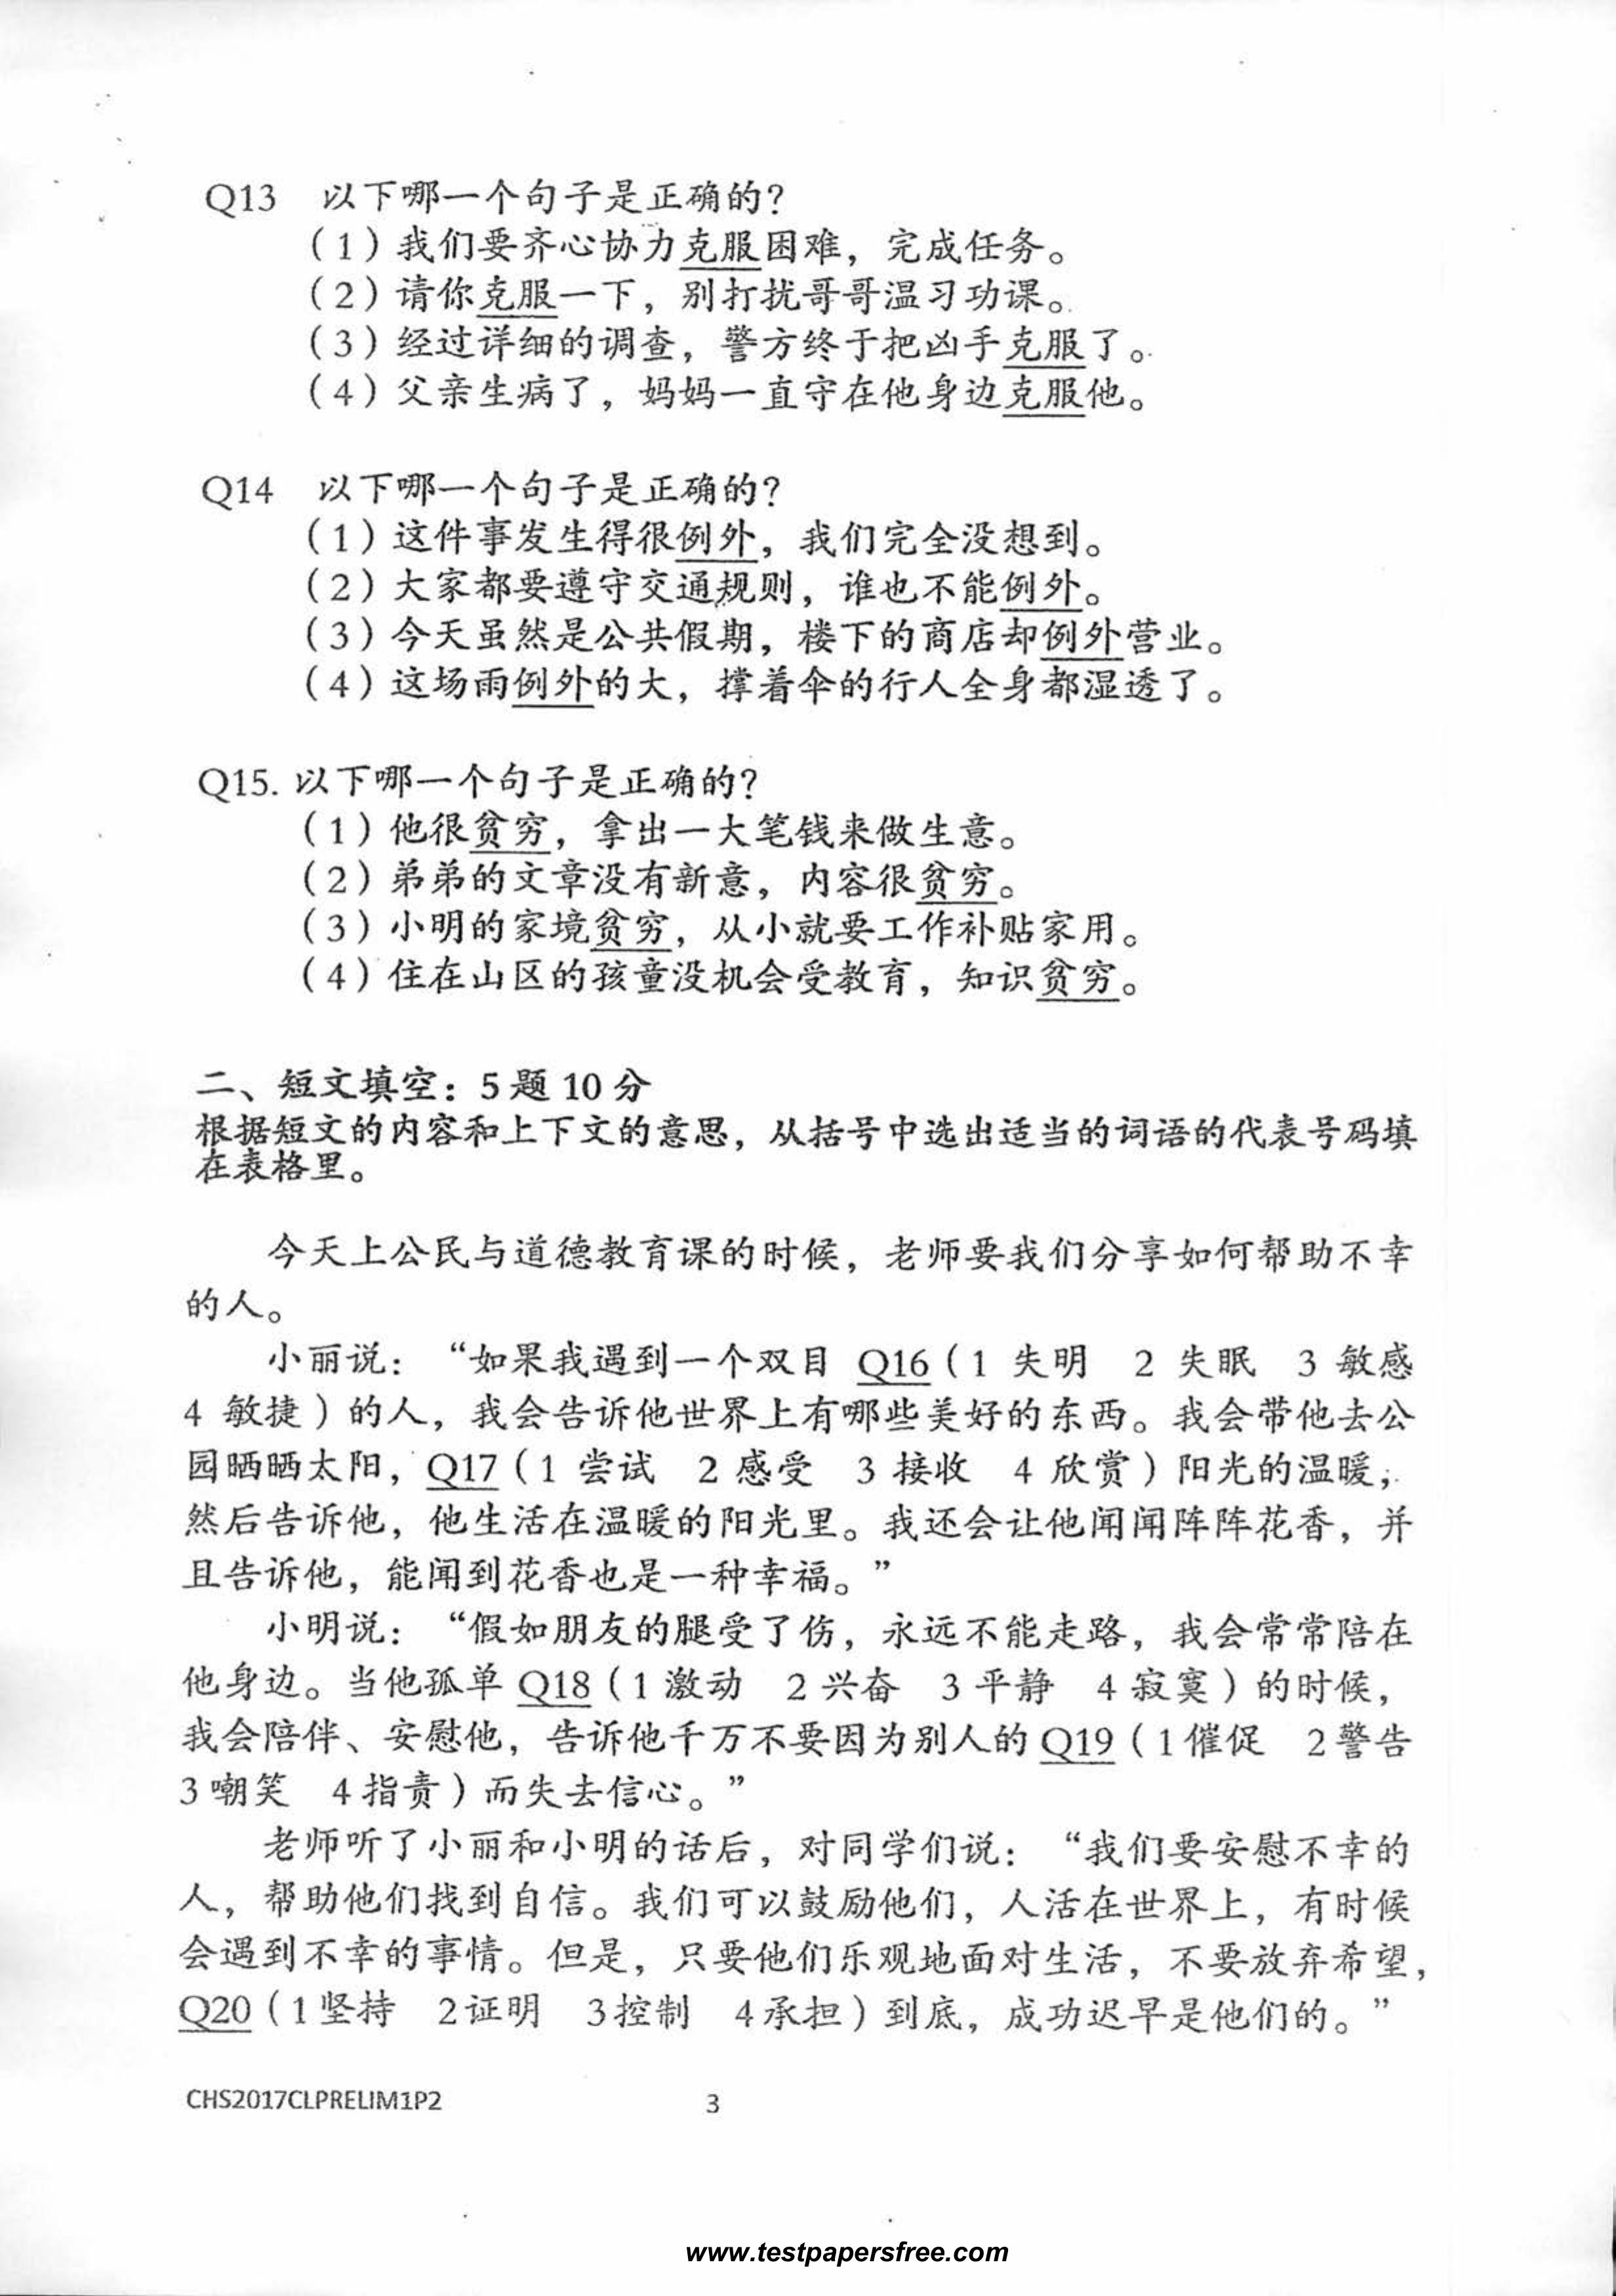 Q13 以下哪一个句子是正确的？
（1）我们要齐心协力克服困难，完成任务。
（2）请你克服一下，别打扰哥哥温习功课。
（3）经过详细的调查，警方终于把凶手克服了。
（4）父亲生病了，妈妈一直守在他身边克服他。
Q14 以下哪一个句子是正确的？
（1）这件事发生得很例外，我们完全没想到。
（2）大家都要遵守交通规则，谁也不能例外。
（3）今天虽然是公共假期，楼下的商店却例外营业。
（4）这场雨例外的大，撑着伞的行人全身都湿透了。
Q15. 以下哪一个句子是正确的？
（1）他很贫穷，拿出一大笔钱来做生意。
（2）弟弟的文章没有新意，内容很贫穷。
（3）小明的家境贫穷，从小就要工作补贴家用。
（4）住在山区的孩童没机会受教育，知识贫穷。
二、短文填空：5题10分
根据短文的内容和上下文的意思，从括号中选出适当的词语的代表号码填
在表格里。
今天上公民与道德教育课的时候，老师要我们分享如何帮助不幸
的人。
小丽说：“如果我遇到一个双目 Q16（1 失明 2 失眠 3 敏感
4 敏捷）的人，我会告诉他世界上有哪些美好的东西。我会带他去公
园晒晒太阳，Q17（1 尝试 2 感受 3 接收 4 欣赏）阳光的温暖，
然后告诉他，他生活在温暖的阳光里。我还会让他闻闻阵阵花香，并
且告诉他，能闻到花香也是一种幸福。”
小明说：“假如朋友的腿受了伤，永远不能走路，我会常常陪在
他身边。当他孤单 Q18（1 激动 2 兴奋 3 平静 4 寂寞）的时候，
我会陪伴、安慰他，告诉他千万不要因为别人的 Q19（1 催促 2 警告
3 嘲笑 4 指责）而失去信心。”
老师听了小丽和小明的话后，对同学们说：“我们要安慰不幸的
人，帮助他们找到自信。我们可以鼓励他们，人活在世界上，有时候
会遇到不幸的事情。但是，只要他们乐观地面对生活，不要放弃希望，
Q20（1 坚持 2 证明 3 控制 4 承担）到底，成功迟早是他们的。”
CHS2017CLPRELIM1P2 3
www.testpapersfree.com